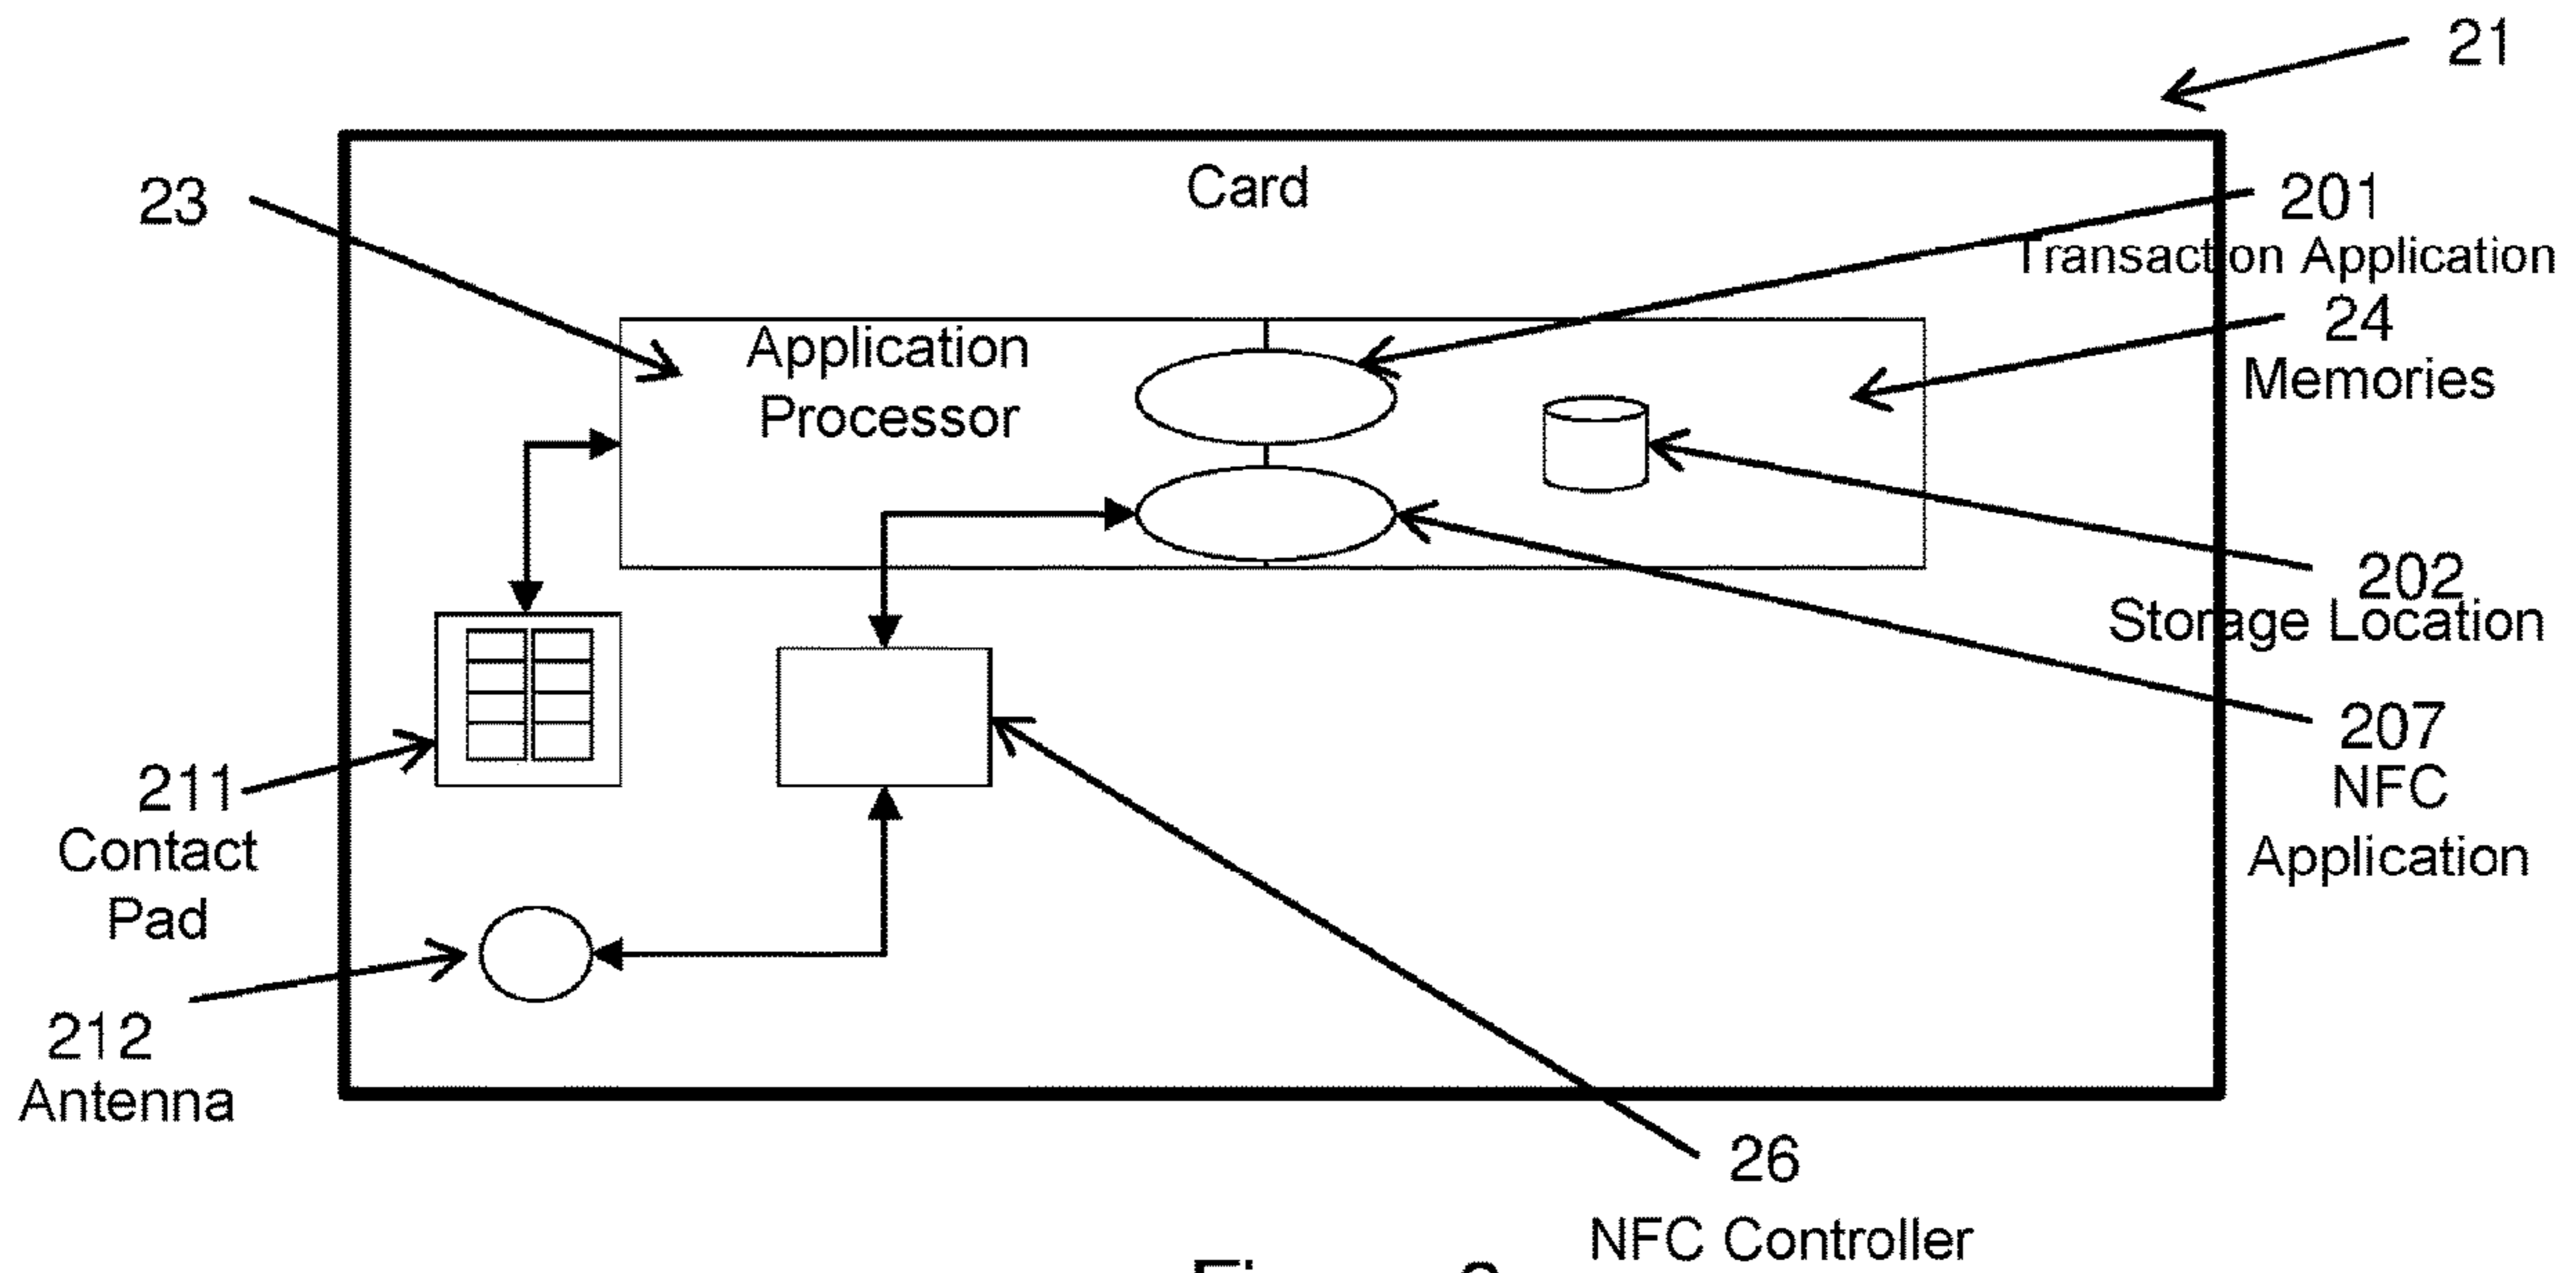 21
Card
23
201
Transaction Application
24
Memories
Application
Processor
202
Storage Location
207
NFC
Application
211
Contact
Pad
212
Antenna
26
NFC Controller